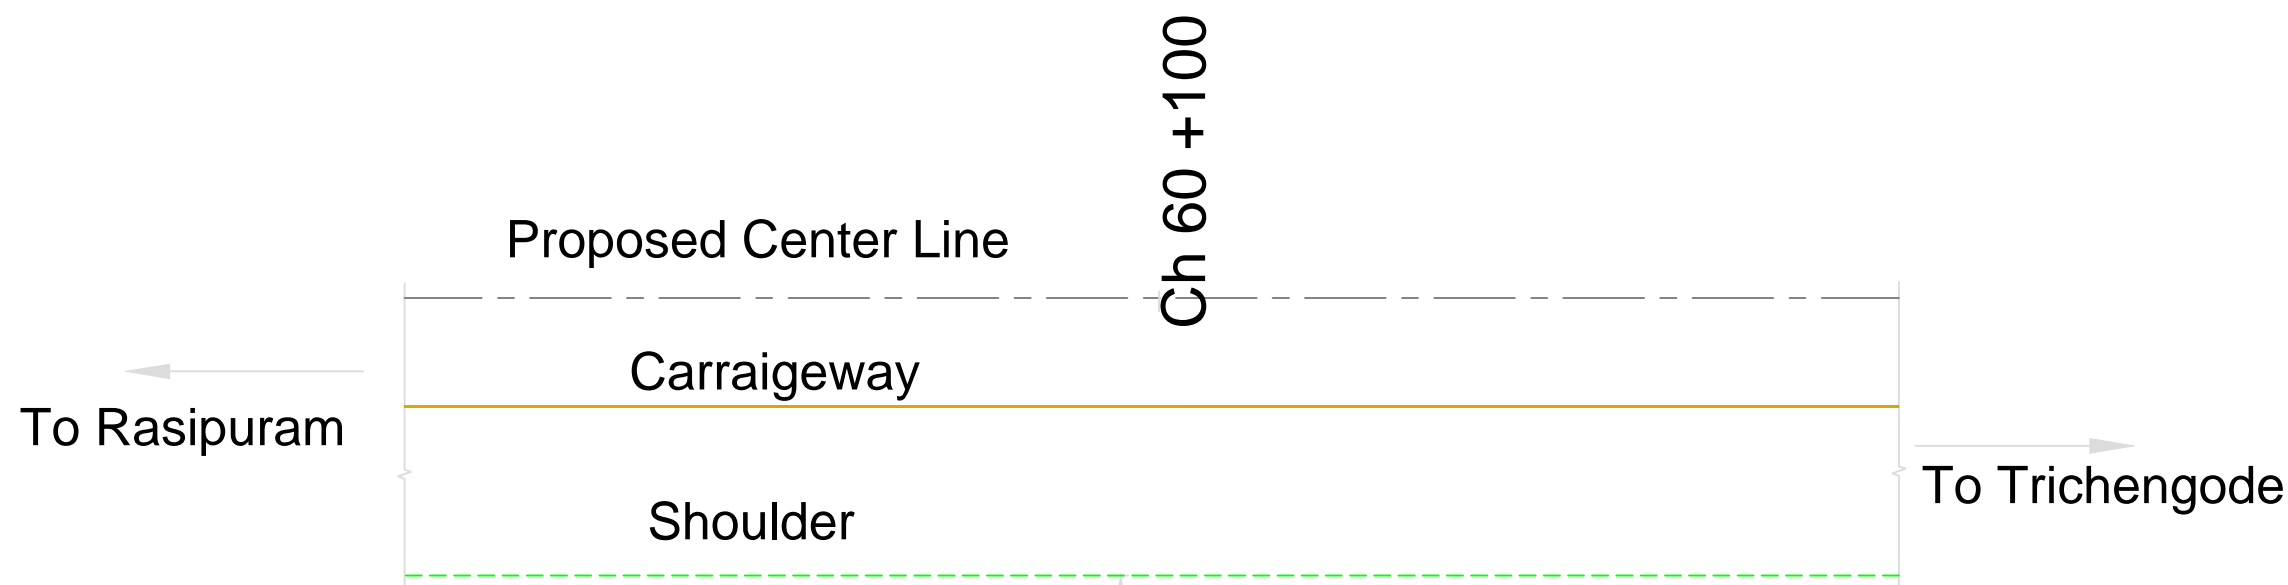 Ch 60 +100
Proposed Center Line
Carraigeway
To Rasipuram
To Trichengode
Shoulder